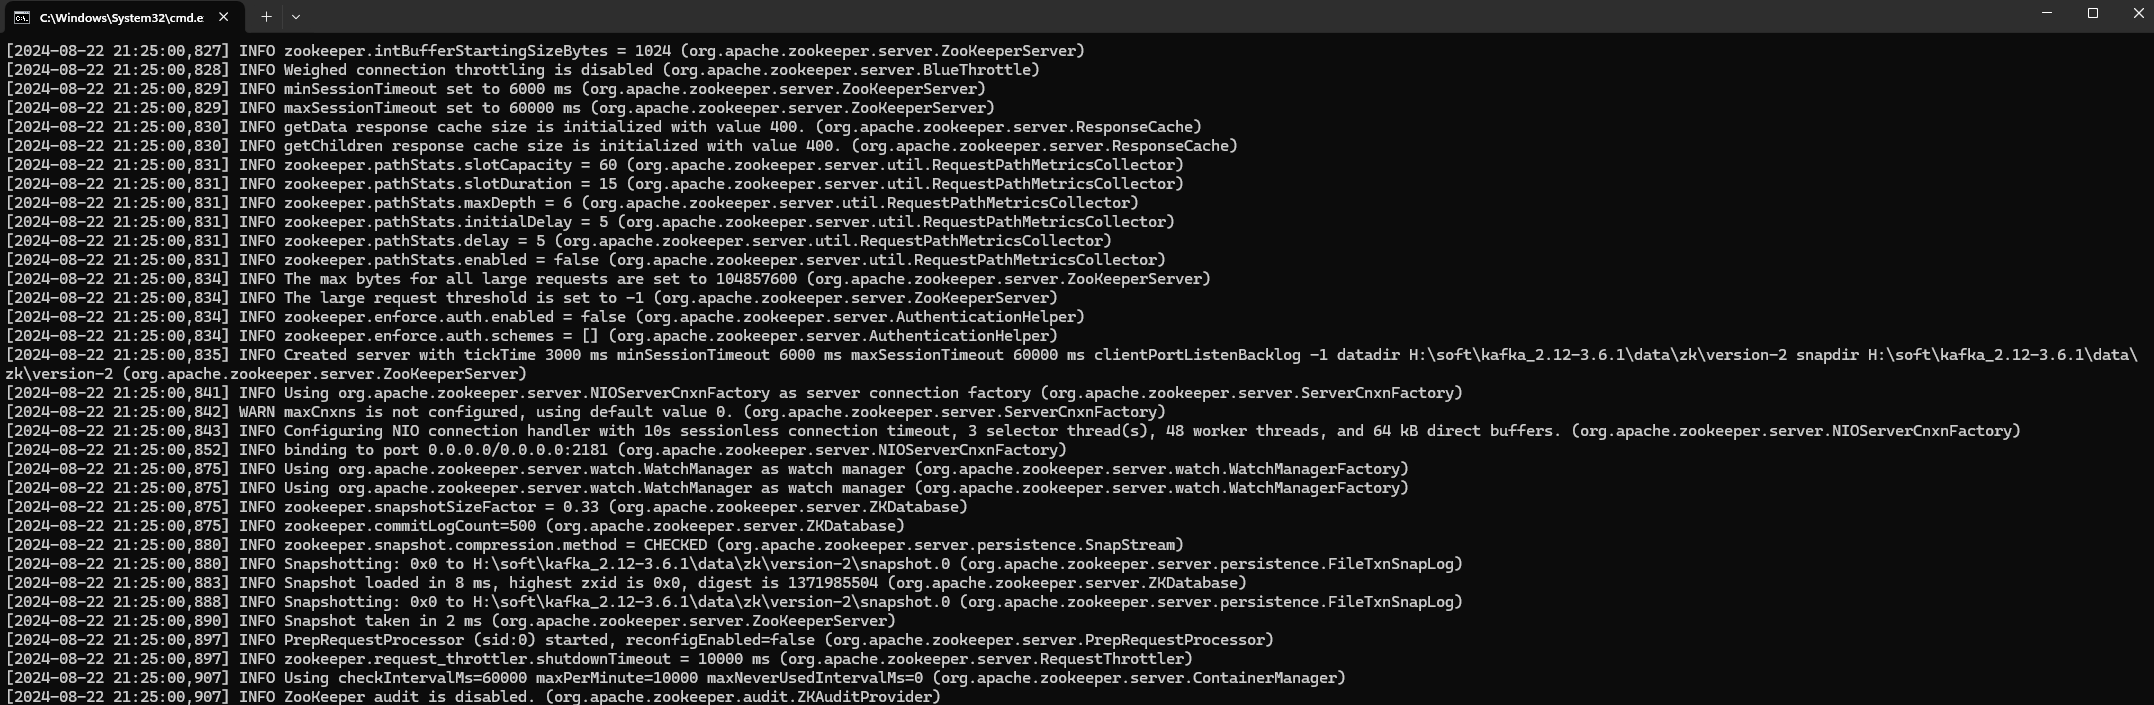 C:\Windows\System32\cmd.e
[2024-08-22 21:25:00,827] INFO zookeeper.intBufferStartingSizeBytes = 1024 (org.apache.zookeeper.server.ZooKeeperServer)
[2024-08-22 21:25:00,828] INFO Weighed connection throttling is disabled (org.apache.zookeeper.server.BlueThrottle)
[2024-08-22 21:25:00,829] INFO minSessionTimeout set to 6000 ms (org.apache.zookeeper.server.ZooKeeperServer)
[2024-08-22 21:25:00,829] INFO maxSessionTimeout set to 60000 ms (org.apache.zookeeper.server.ZooKeeperServer)
[2024-08-22 21:25:00,830] INFO getData response cache size is initialized with value 400. (org.apache.zookeeper.server.ResponseCache)
[2024-08-22 21:25:00,830] INFO getChildren response cache size is initialized with value 400. (org.apache.zookeeper.server.ResponseCache)
[2024-08-22 21:25:00,831] INFO zookeeper.pathStats.slotCapacity = 60 (org.apache.zookeeper.server.util.RequestPathMetricsCollector)
[2024-08-22 21:25:00,831] INFO zookeeper.pathStats.slotDuration = 15 (org.apache.zookeeper.server.util.RequestPathMetricsCollector)
[2024-08-22 21:25:00,831] INFO zookeeper.pathStats.maxDepth = 6 (org.apache.zookeeper.server.util.RequestPathMetricsCollector)
[2024-08-22 21:25:00,831] INFO zookeeper.pathStats.initialDelay = 5 (org.apache.zookeeper.server.util.RequestPathMetricsCollector)
[2024-08-22 21:25:00,831] INFO zookeeper.pathStats.delay = 5 (org.apache.zookeeper.server.util.RequestPathMetricsCollector)
[2024-08-22 21:25:00,831] INFO zookeeper.pathStats.enabled = false (org.apache.zookeeper.server.util.RequestPathMetricsCollector)
[2024-08-22 21:25:00,834] INFO The max bytes for all large requests are set to 104857600 (org.apache.zookeeper.server.ZooKeeperServer)
[2024-08-22 21:25:00,834] INFO The large request threshold is set to -1 (org.apache.zookeeper.server.ZooKeeperServer)
[2024-08-22 21:25:00,834] INFO zookeeper.enforce.auth.enabled = false (org.apache.zookeeper.server.AuthenticationHelper)
[2024-08-22 21:25:00,834] INFO zookeeper.enforce.auth.schemes = [] (org.apache.zookeeper.server.AuthenticationHelper)
[2024-08-22 21:25:00,835] INFO Created server with tickTime 3000 ms minSessionTimeout 6000 ms maxSessionTimeout 60000 ms clientPortListenBacklog -1 datadir H:\soft\kafka_2.12-3.6.1\data\zk\version-2 snapdir H:\soft\kafka_2.12-3.6.1\data\
zk\version-2 (org.apache.zookeeper.server.ZooKeeperServer)
[2024-08-22 21:25:00,841] INFO Using org.apache.zookeeper.server.NIOServerCnxnFactory as server connection factory (org.apache.zookeeper.server.ServerCnxnFactory)
[2024-08-22 21:25:00,842] WARN maxCnxns is not configured, using default value 0. (org.apache.zookeeper.server.ServerCnxnFactory)
[2024-08-22 21:25:00,843] INFO Configuring NIO connection handler with 10s sessionless connection timeout, 3 selector thread(s), 48 worker threads, and 64 kB direct buffers. (org.apache.zookeeper.server.NIOServerCnxnFactory)
[2024-08-22 21:25:00,852] INFO binding to port 0.0.0.0/0.0.0.0:2181 (org.apache.zookeeper.server.NIOServerCnxnFactory)
[2024-08-22 21:25:00,875] INFO Using org.apache.zookeeper.server.watch.WatchManager as watch manager (org.apache.zookeeper.server.watch.WatchManagerFactory)
[2024-08-22 21:25:00,875] INFO Using org.apache.zookeeper.server.watch.WatchManager as watch manager (org.apache.zookeeper.server.watch.WatchManagerFactory)
[2024-08-22 21:25:00,875] INFO zookeeper.snapshotSizeFactor = 0.33 (org.apache.zookeeper.server.ZKDatabase)
[2024-08-22 21:25:00,875] INFO zookeeper.commitLogCount=500 (org.apache.zookeeper.server.ZKDatabase)
[2024-08-22 21:25:00,880] INFO zookeeper.snapshot.compression.method = CHECKED (org.apache.zookeeper.server.persistence.SnapStream)
[2024-08-22 21:25:00,880] INFO Snapshotting: 0x0 to H:\soft\kafka_2.12-3.6.1\data\zk\version-2\snapshot.0 (org.apache.zookeeper.server.persistence.FileTxnSnapLog)
[2024-08-22 21:25:00,883] INFO Snapshot loaded in 8 ms, highest zxid is 0x0, digest is 1371985504 (org.apache.zookeeper.server.ZKDatabase)
[2024-08-22 21:25:00,888] INFO Snapshotting: 0x0 to H:\soft\kafka_2.12-3.6.1\data\zk\version-2\snapshot.0 (org.apache.zookeeper.server.persistence.FileTxnSnapLog)
[2024-08-22 21:25:00,890] INFO Snapshot taken in 2 ms (org.apache.zookeeper.server.ZooKeeperServer)
[2024-08-22 21:25:00,897] INFO PrepRequestProcessor (sid:0) started, reconfigEnabled=false (org.apache.zookeeper.server.PrepRequestProcessor)
[2024-08-22 21:25:00,897] INFO zookeeper.request_throttler.shutdownTimeout = 10000 ms (org.apache.zookeeper.server.RequestThrottler)
[2024-08-22 21:25:00,907] INFO Using checkIntervalMs=60000 maxPerMinute=10000 maxNeverUsedIntervalMs=0 (org.apache.zookeeper.server.ContainerManager)
[2024-08-22 21:25:00,907] INFO ZooKeeper audit is disabled. (org.apache.zookeeper.audit.ZKAuditProvider)